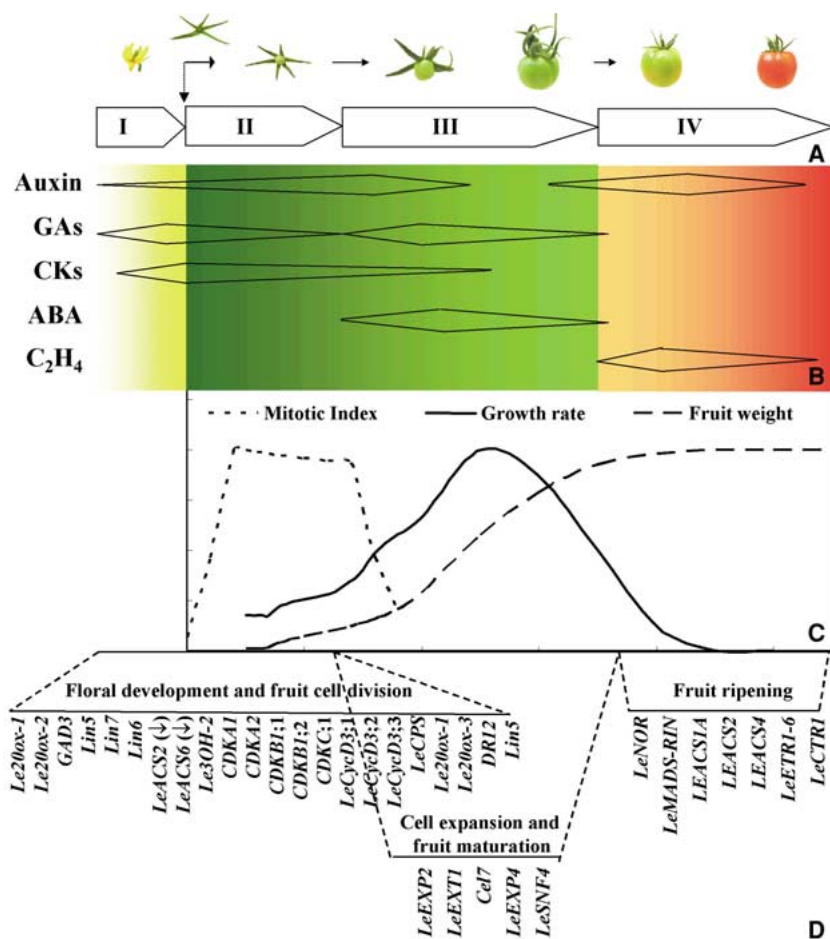 I II III IV
A
Auxin
GAs
CKs
ABA
C₂H₄
B
Mitotic Index Growth rate Fruit weight
C
Floral development and fruit cell division
Fruit ripening
Le20ox-1
Le20ox-2
GAD3
Lin5
Lin7
Lin6
LeACS2 (↓)
LeACS6 (↓)
Le3OH-2
CDKA1
CDKA2
CDKB1;1
CDKB1;2
CDKC;1
LeCycD3;1
LeCycD3;2
LeCycD3;3
LeCPS
Le20ox-1
Le20ox-3
DR12
Lin5
LeNOR
LeMADS-RIN
LEACS1A
LEACS2
LEACS4
LeETR1-6
LeCTR1
Cell expansion and
fruit maturation
LeEXP2
LeEXT1
Cel7
LeEXP4
LeSNF4
D